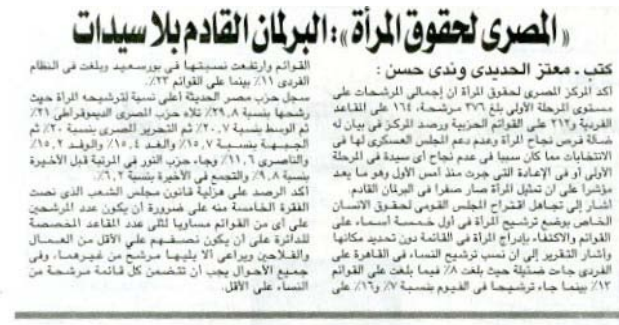 « المصرى لحقوق المرأة »: البرلمان القادم بلا سيدات
كتب ـ معتز الحديدى وندى حسن :
أكد المركز المصرى لحقوق المرأة ان إجمالى المرشحات على
مستوى المرحلة الأولى بلغ ٣٧٦ مرشحة، ١٦٤ على المقاعد
الفردية و٢١٢ على القوائم الحزبية ورصد المركز فى بيان له
ضآلة فرص نجاح المرأة وعدم دعم المجلس العسكرى لها فى
الانتخابات مما كان سببا فى عدم نجاح أى سيدة فى المرحلة
الأولى أو فى الإعادة التى جرت منذ أمس الأول وهو ما يعد
مؤشرا على ان تمثيل المرأة صار صفرا فى البرلمان القادم.
أشار إلى تجاهل اقتراح المجلس القومى لحقوق الانسان
الخاص بوضع ترشيح المرأة فى أول خمسة أسماء على
القوائم والاكتفاء بإدراج المرأة فى القائمة دون تحديد مكانها
وأشار التقرير إلى ان نسب ترشيح النساء فى القاهرة على
الفردى جاءت ضئيلة حيث بلغت ٨٪ فيما بلغت على القوائم
١٣٪ بينما جاء ترشيحها فى الفيوم بنسبة ٧٪ و١٦٪ على
القوائم وارتفعت نسبتها فى بورسعيد وبلغت فى النظام
الفردى ١١٪ بينما على القوائم ٢٣٪.
سجل حزب مصر الحديثة أعلى نسبة لترشيحه المرأة حيث
رشحها بنسبة ٢٩,٨٪ تلاه حزب المصرى الديموقراطى ٢١٪
ثم الوسط بنسبة ٢٠,٧٪ ثم التحرير المصرى بنسبة ٢٠٪ ثم
الجبهة بنسبة ١٥,٧٪ والغد ١٥,٤٪ والوفد ١٥,٢٪
والناصرى ١١,٦٪ وجاء حزب النور فى المرتبة قبل الأخيرة
بنسبة ٩,٨٪ والتجمع فى الأخيرة بنسبة ٦,٢٪.
أكد الرصد على هزلية قانون مجلس الشعب الذى نصت
الفقرة الخامسة منه على ضرورة أن يكون عدد المرشحين
على أى من القوائم مساويا لثلثى عدد المقاعد المخصصة
للدائرة على أن يكون نصفهم على الأقل من العمال
والفلاحين ويراعى ألا يليها مرشح من غيرهما، وفى
جميع الأحوال يجب أن تتضمن كل قائمة مرشحة من
النساء على الأقل.